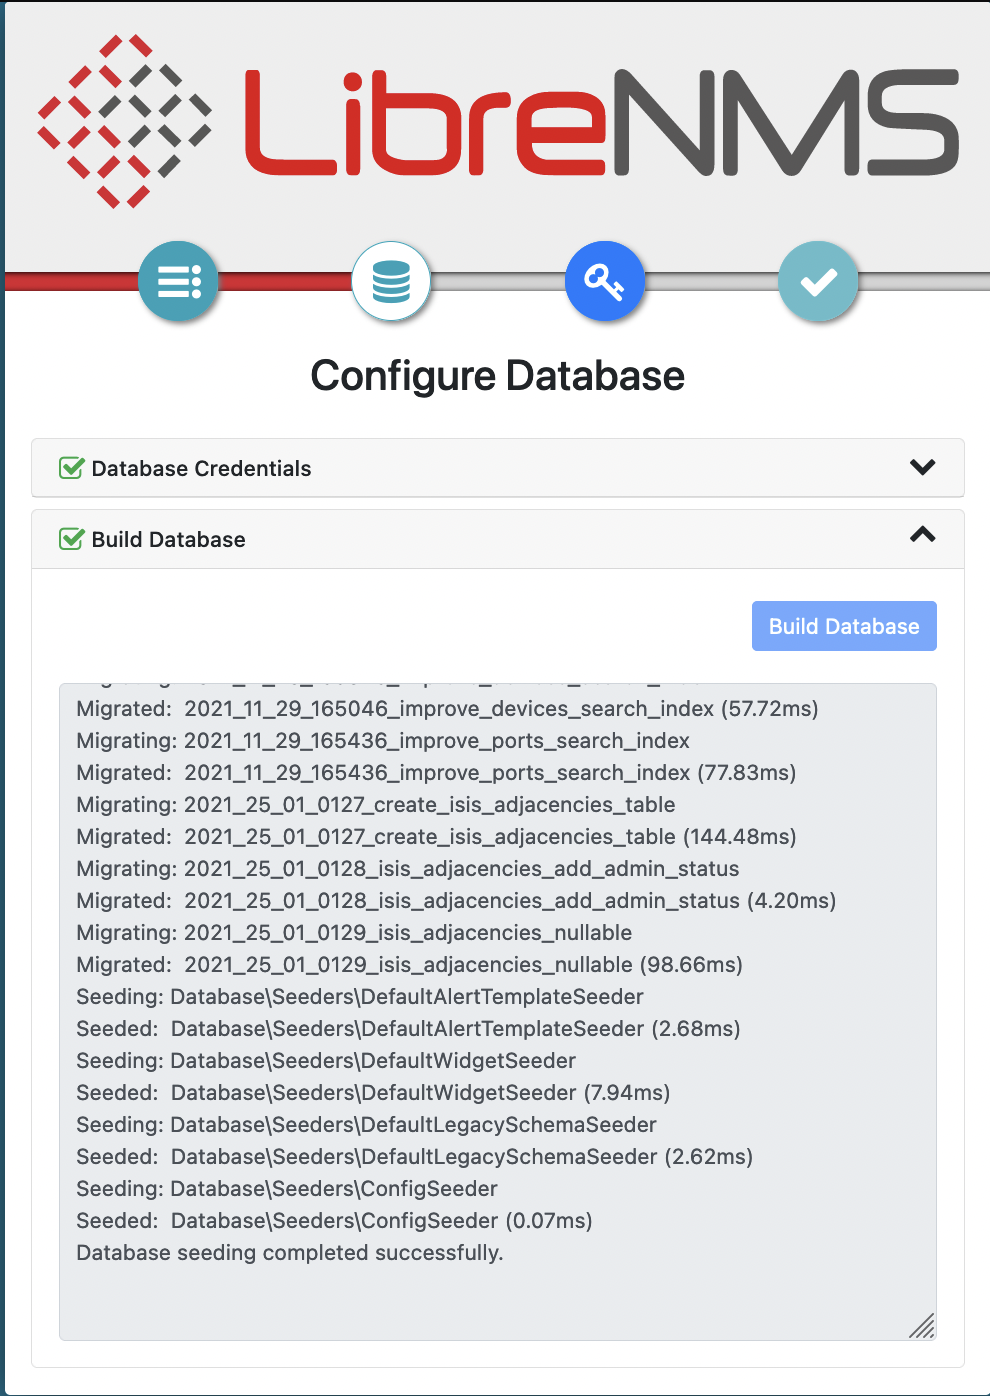 LibreNMS
Configure Database
Database Credentials
Build Database
Build Database
Migrated:  2021_11_29_165046_improve_devices_search_index (57.72ms)
Migrating: 2021_11_29_165436_improve_ports_search_index
Migrated:  2021_11_29_165436_improve_ports_search_index (77.83ms)
Migrating: 2021_25_01_0127_create_isis_adjacencies_table
Migrated:  2021_25_01_0127_create_isis_adjacencies_table (144.48ms)
Migrating: 2021_25_01_0128_isis_adjacencies_add_admin_status
Migrated:  2021_25_01_0128_isis_adjacencies_add_admin_status (4.20ms)
Migrating: 2021_25_01_0129_isis_adjacencies_nullable
Migrated:  2021_25_01_0129_isis_adjacencies_nullable (98.66ms)
Seeding: Database\Seeders\DefaultAlertTemplateSeeder
Seeded:  Database\Seeders\DefaultAlertTemplateSeeder (2.68ms)
Seeding: Database\Seeders\DefaultWidgetSeeder
Seeded:  Database\Seeders\DefaultWidgetSeeder (7.94ms)
Seeding: Database\Seeders\DefaultLegacySchemaSeeder
Seeded:  Database\Seeders\DefaultLegacySchemaSeeder (2.62ms)
Seeding: Database\Seeders\ConfigSeeder
Seeded:  Database\Seeders\ConfigSeeder (0.07ms)
Database seeding completed successfully.